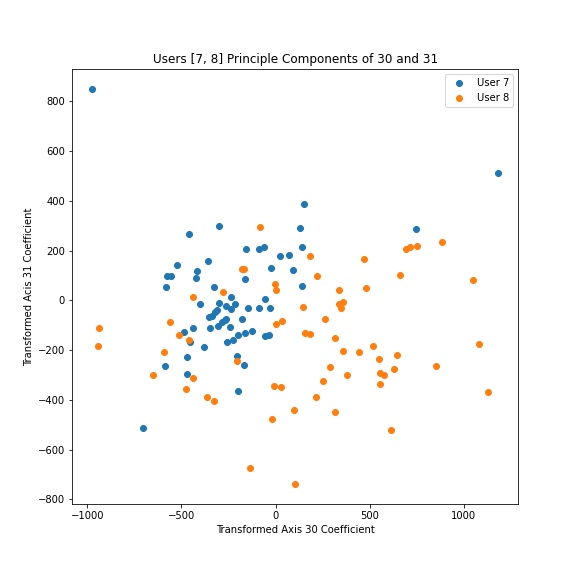 Users [7, 8] Principle Components of 30 and 31
User 7
User 8
800
600
400
200
0
−200
−400
−600
−800
Transformed Acis 31 Coefficient
−1000
−500
0
500
1000
Transformed Axis 30 Coefficient